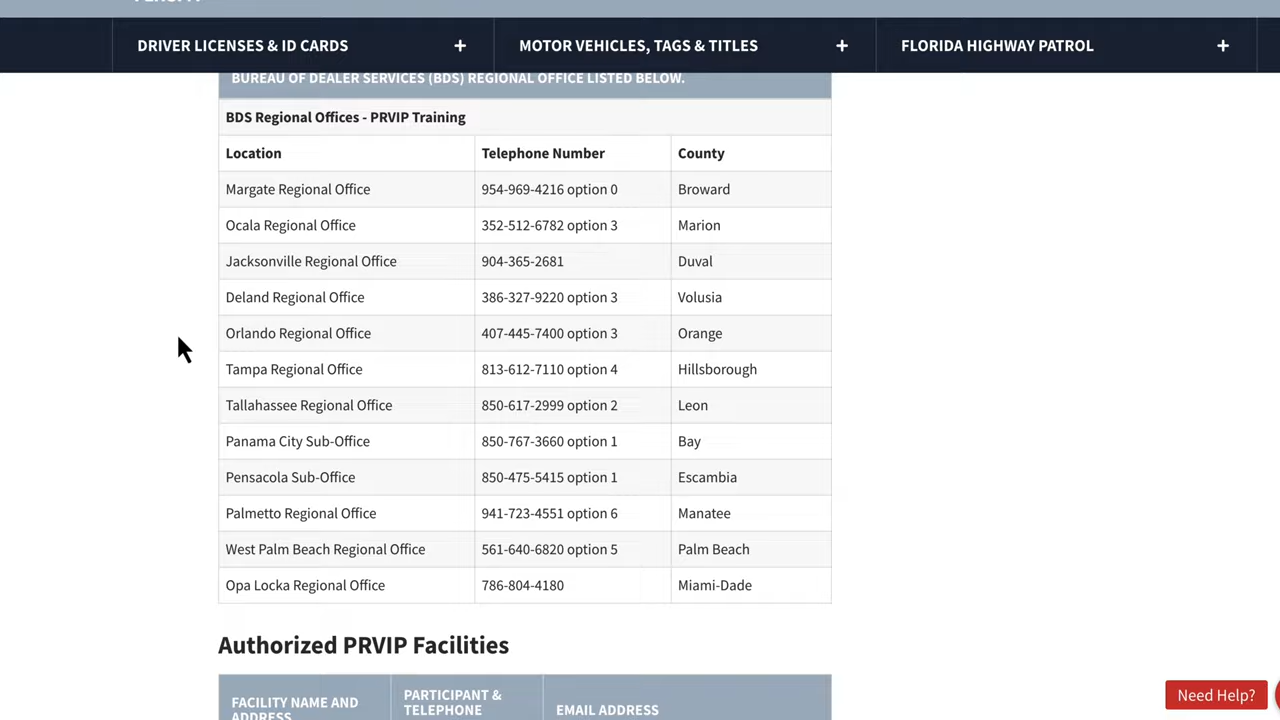 DRIVER LICENSES & ID CARDS + MOTOR VEHICLES, TAGS & TITLES + FLORIDA HIGHWAY PATROL +
BUREAU OF DEALER SERVICES (BDS) REGIONAL OFFICE LISTED BELOW.
BDS Regional Offices - PRVIP Training
Location Telephone Number County
Margate Regional Office 954-969-4216 option 0 Broward
Ocala Regional Office 352-512-6782 option 3 Marion
Jacksonville Regional Office 904-365-2681 Duval
Deland Regional Office 386-327-9220 option 3 Volusia
Orlando Regional Office 407-445-7400 option 3 Orange
Tampa Regional Office 813-612-7110 option 4 Hillsborough
Tallahassee Regional Office 850-617-2999 option 2 Leon
Panama City Sub-Office 850-767-3660 option 1 Bay
Pensacola Sub-Office 850-475-5415 option 1 Escambia
Palmetto Regional Office 941-723-4551 option 6 Manatee
West Palm Beach Regional Office 561-640-6820 option 5 Palm Beach
Opa Locka Regional Office 786-804-4180 Miami-Dade
Authorized PRVIP Facilities
FACILITY NAME AND ADDRESS
PARTICIPANT & TELEPHONE
EMAIL ADDRESS
Need Help?